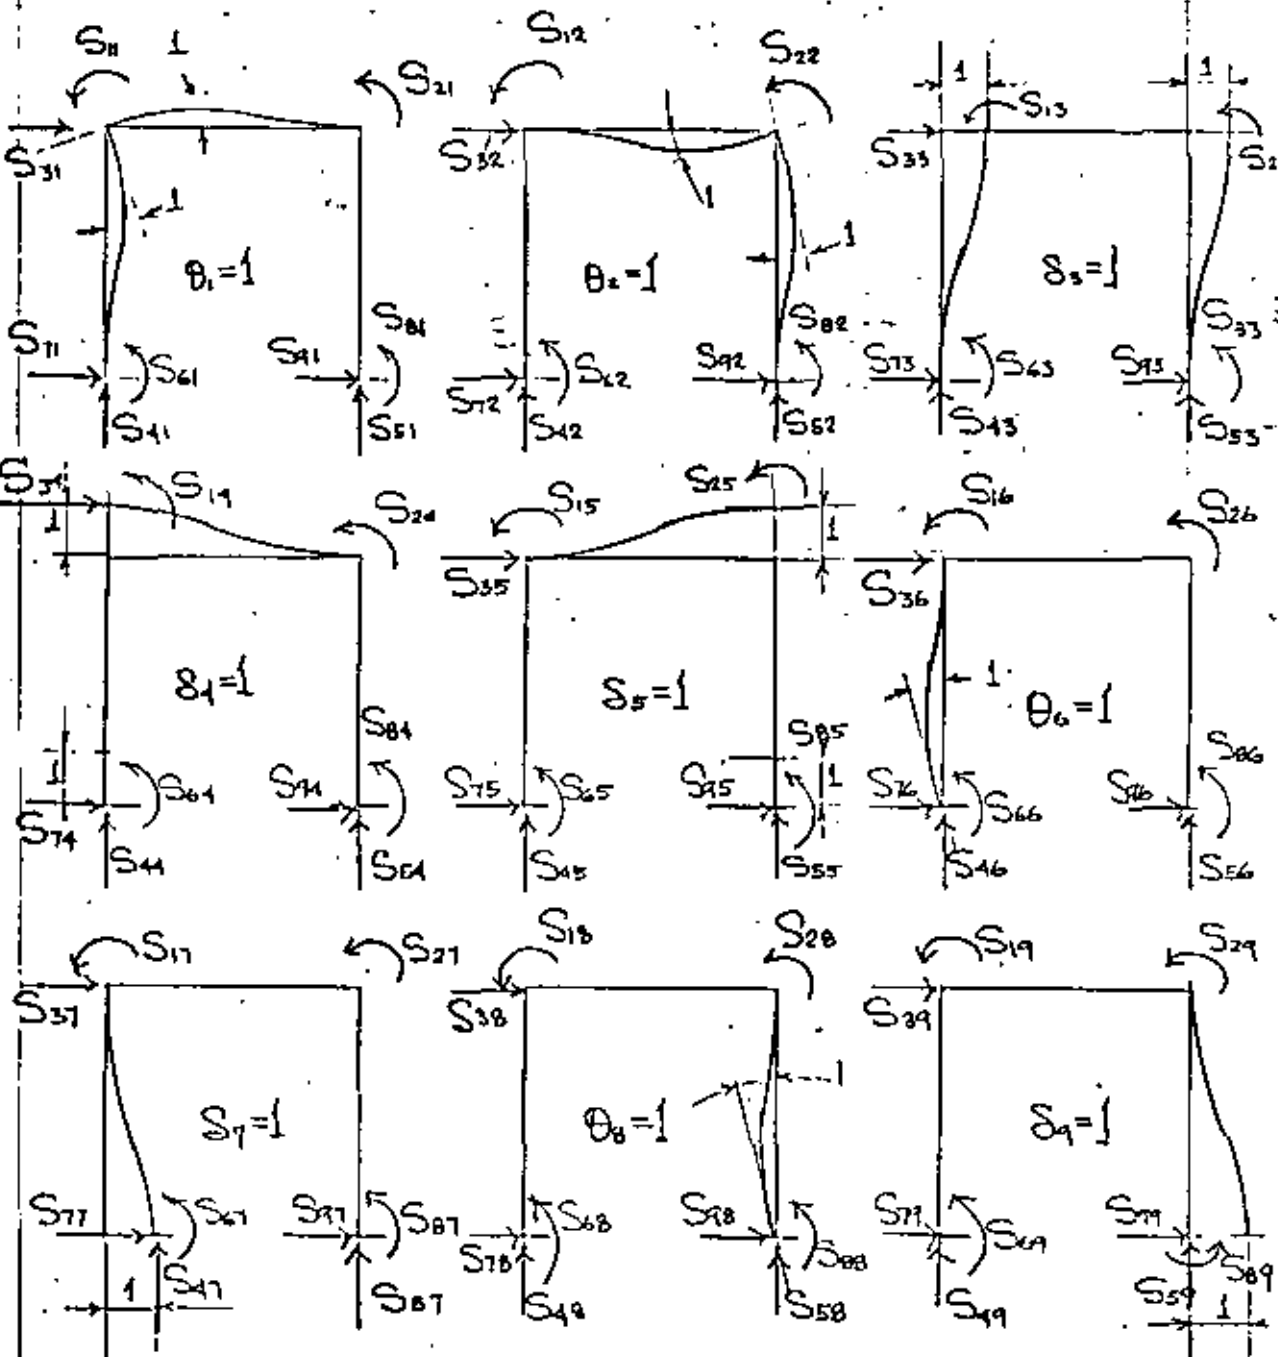 S11 1 S21 S12 S22 1 S13 1
S31 S32 S33 S2
1 1 1
θ1=1 θ2=1 δ3=1
S71 S61 S91 S81 S72 S62 S92 S82 S73 S63 S93 S33
S41 S51 S42 S52 S43 S53
S34 S14 S24 S15 S25 S16 S26
1 S35 1 S36
δ4=1 δ5=1 1 θ6=1
1 S84 S85 1 S86
S74 S64 S94 S75 S65 S95 S76 S66 S96
S44 S54 S45 S55 S46 S56
S17 S27 S18 S28 S19 S29
S37 S38 S39
δ7=1 θ8=1 1 δ9=1
S77 S67 S97 S87 S78 S68 S98 S88 S79 S69 S99 S89
S47 S87 S48 S58 S49 S59
1 1